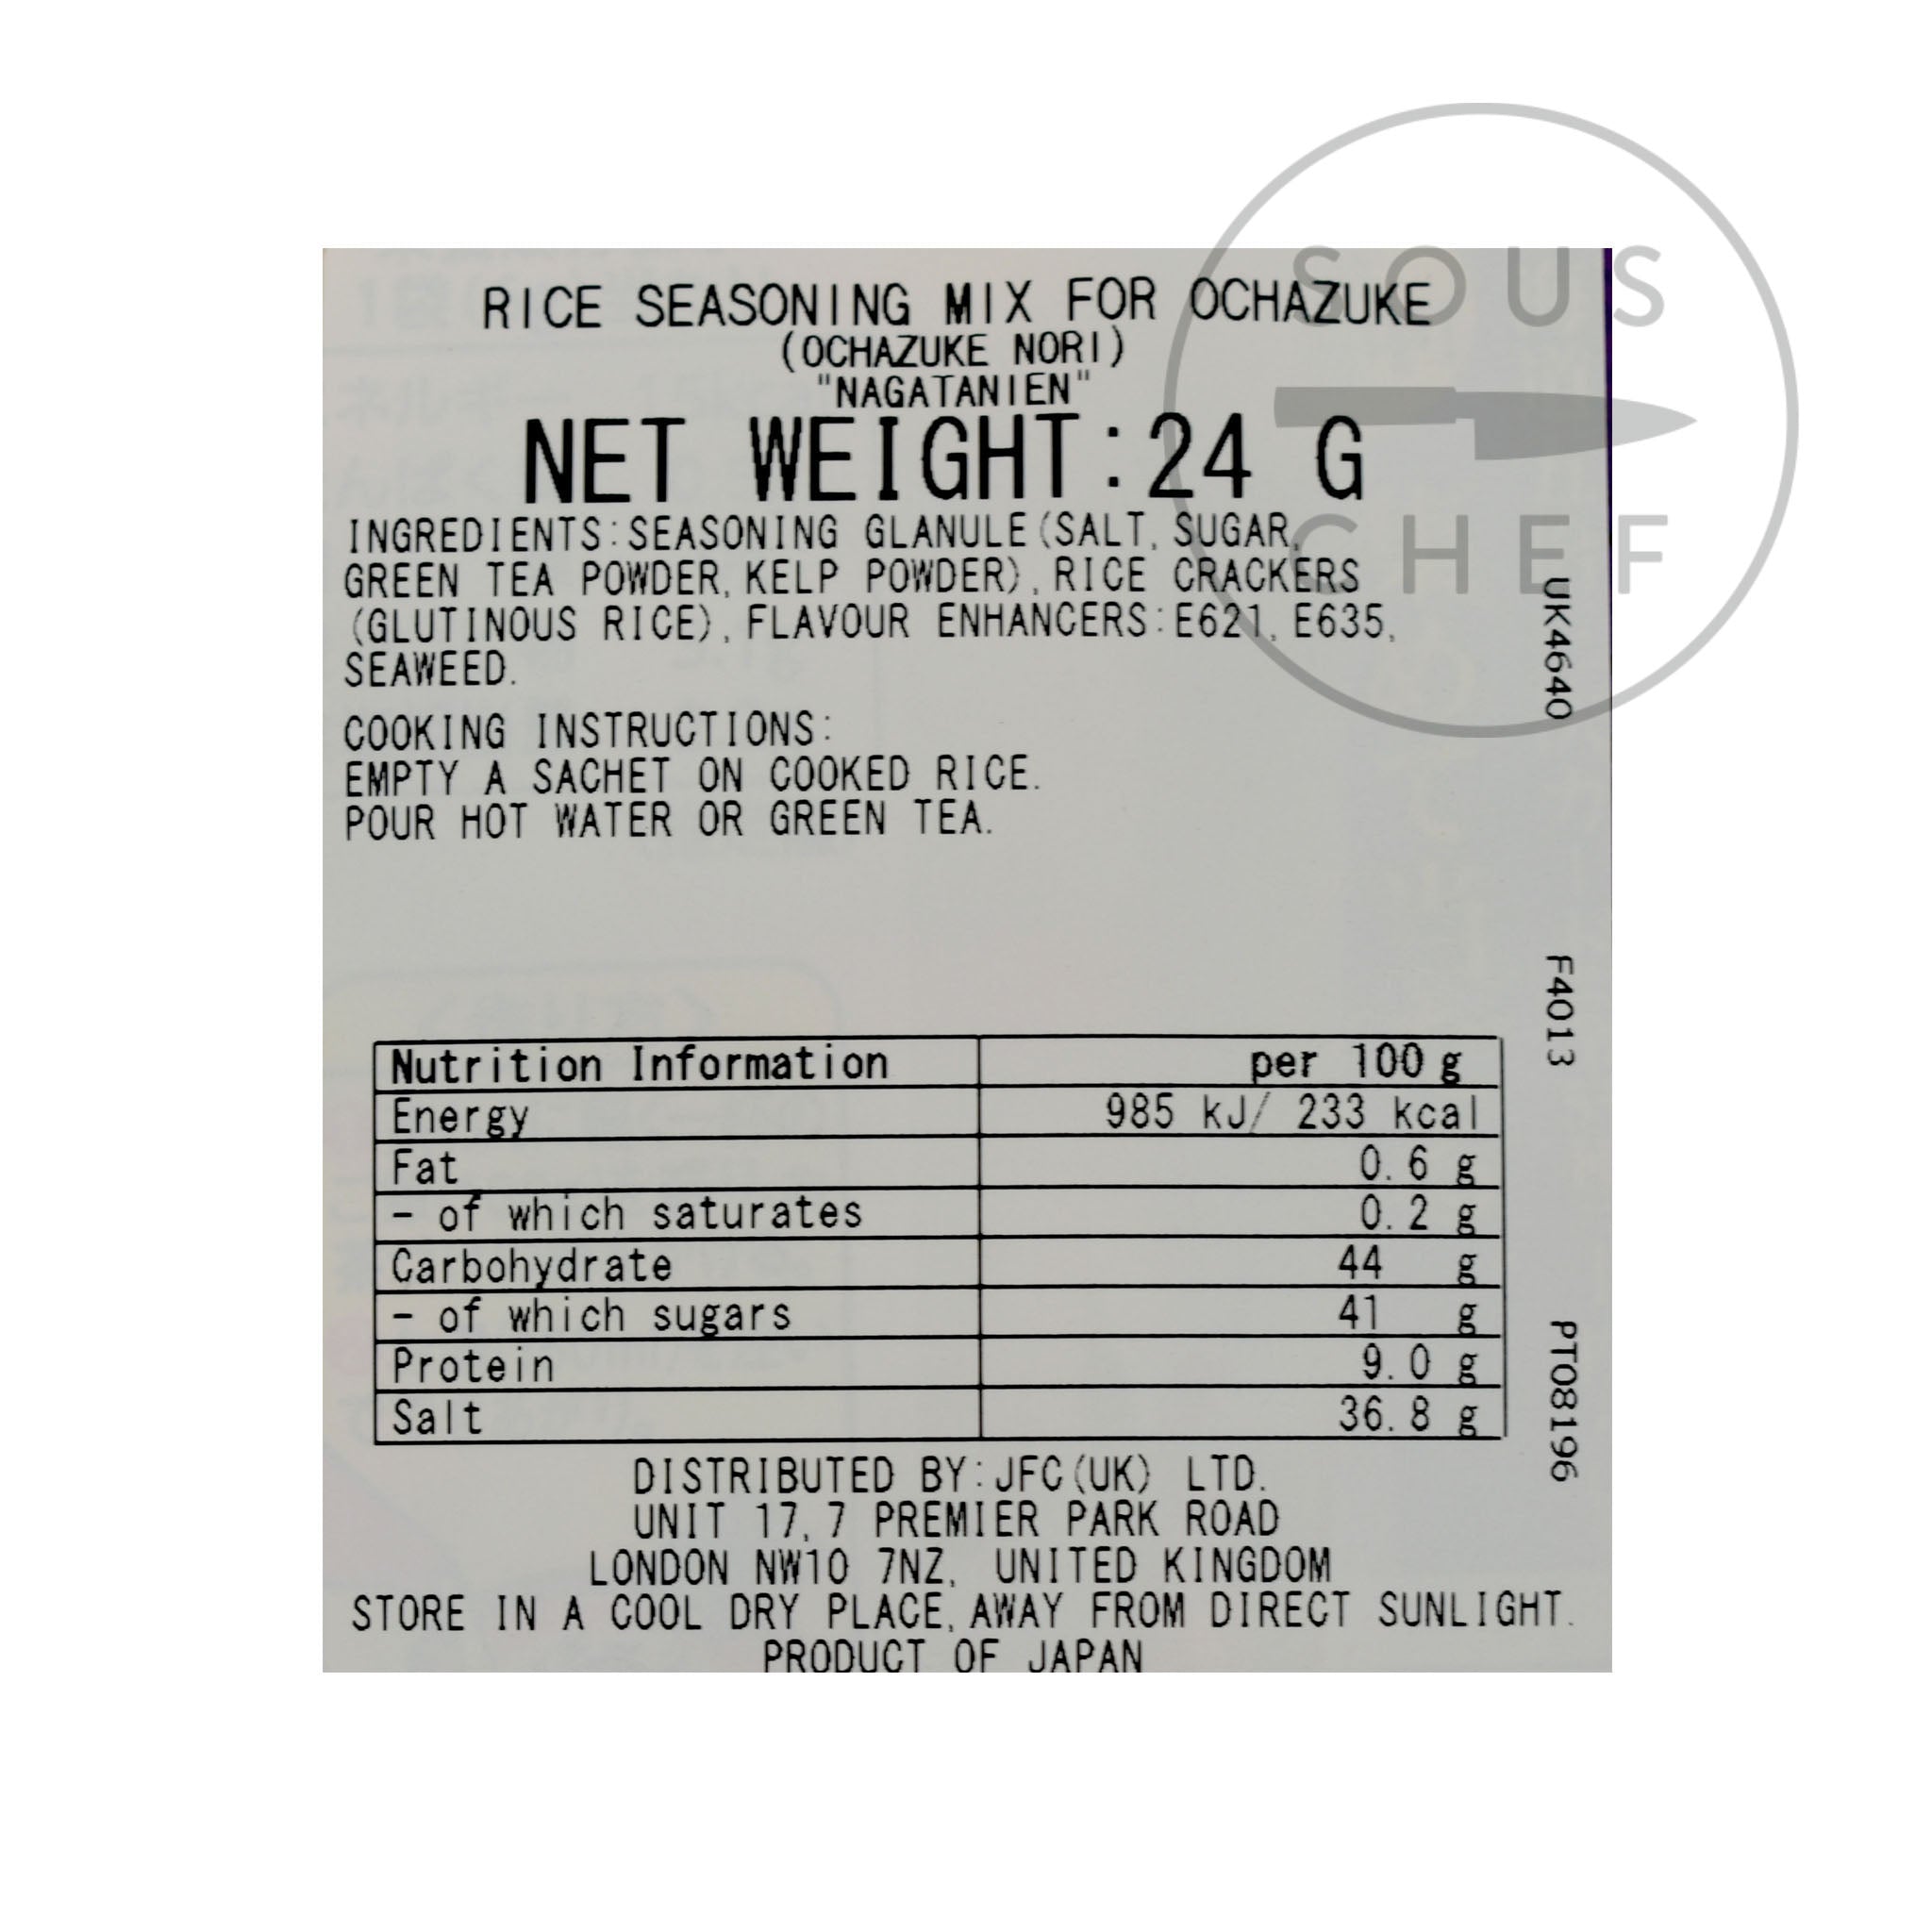 SOUS
CHEF
RICE SEASONING MIX FOR OCHAZUKE
(OCHAZUKE NORI)
"NAGATANIEN"
NET WEIGHT:24 G
INGREDIENTS:SEASONING GLANULE(SALT, SUGAR,
GREEN TEA POWDER, KELP POWDER), RICE CRACKERS
(GLUTINOUS RICE), FLAVOUR ENHANCERS:E621, E635,
SEAWEED.
COOKING INSTRUCTIONS:
EMPTY A SACHET ON COOKED RICE.
POUR HOT WATER OR GREEN TEA.
Nutrition Information per 100 g
Energy 985 kJ/ 233 kcal
Fat 0.6 g
- of which saturates 0.2 g
Carbohydrate 44 g
- of which sugars 41 g
Protein 9.0 g
Salt 36.8 g
DISTRIBUTED BY:JFC(UK) LTD.
UNIT 17, 7 PREMIER PARK ROAD
LONDON NW10 7NZ, UNITED KINGDOM
STORE IN A COOL DRY PLACE, AWAY FROM DIRECT SUNLIGHT.
PRODUCT OF JAPAN
UK4640
F4013
PT08196